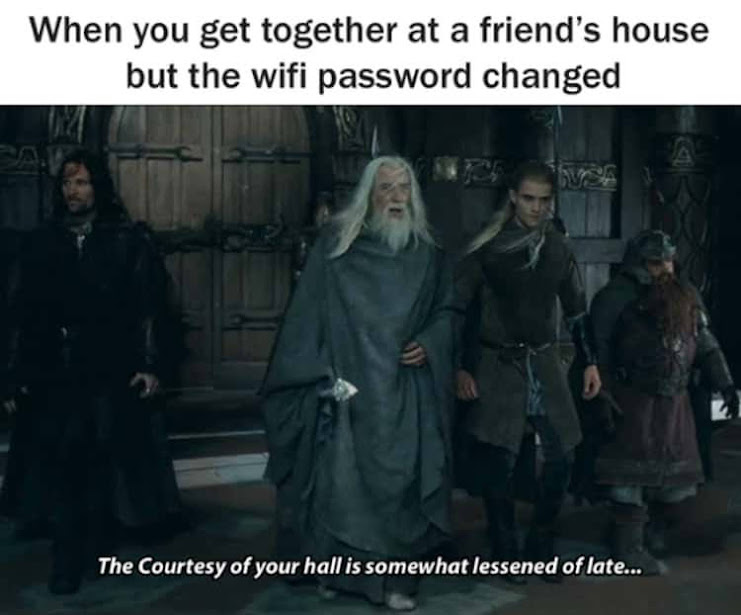 When you get together at a friend's house
but the wifi password changed
The Courtesy of your hall is somewhat lessened of late...